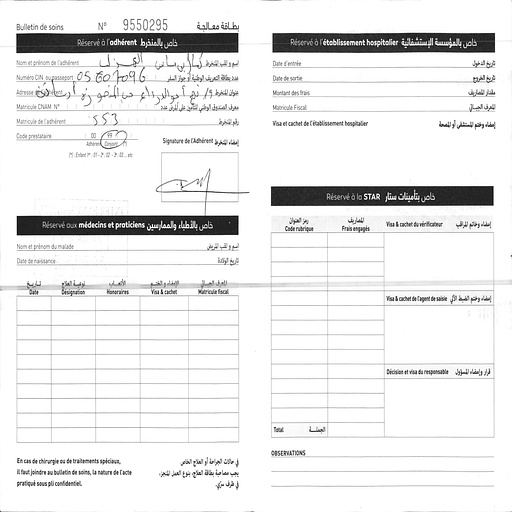 Bulletin de soins N° 9550295 بطاقة معالجة
Réservé à l'adhérent خاص بالمنخرط
Nom et prénom de l'adhérent اسم و لقب المنخرط
Numéro CIN ou passeport 05607096 عدد بطاقة التعريف الوطنية أو جواز السفر
Adresse de l'adhérent عنوان المنخرط
Matricule CNAM N° معرف الصندوق الوطني للتأمين على المرض عدد
Matricule de l'adhérent 553 رقم المنخرط
Code prestataire 00 99
Adhérent Conjoint (*)
(*) : Enfant N° : 01 - 2° : 02 - 3° : 03... etc
Signature de l'Adhérent إمضاء المنخرط
Réservé aux médecins et praticiens خاص بالأطباء والممارسين
Nom et prénom du malade اسم و لقب المريض
Date de naissance تاريخ الولادة
تاريخ نوعية العلاج الأتعاب الإمضاء و الختم المعرف الجبائي
Date Désignation Honoraires Visa & cachet Matricule fiscal
En cas de chirurgie ou de traitements spéciaux,
il faut joindre au bulletin de soins, la nature de l'acte
pratiqué sous pli confidentiel.
في حالات الجراحة أو العلاج الخاص
يجب مصاحبة بطاقة العلاج، بنوع العمل المنجز،
في ظرف سري.
Réservé à l'établissement hospitalier خاص بالمؤسسة الإستشفائية
Date d'entrée تاريخ الدخول
Date de sortie تاريخ الخروج
Montant des frais مقدار المصاريف
Matricule Fiscal المعرف الجبائي
Visa et cachet de l'établissement hospitalier إمضاء وختم المستشفى أو المصحة
Réservé à la STAR خاص بتأمينات ستار
رمز العنوان المصاريف
Code rubrique Frais engagés
Visa & cachet du vérificateur إمضاء وخاتم المراقب
Visa & cachet de l'agent de saisie إمضاء وختم الضبط الآلي
Décision et visa du responsable قرار وإمضاء المسؤول
Total الجملة
OBSERVATIONS